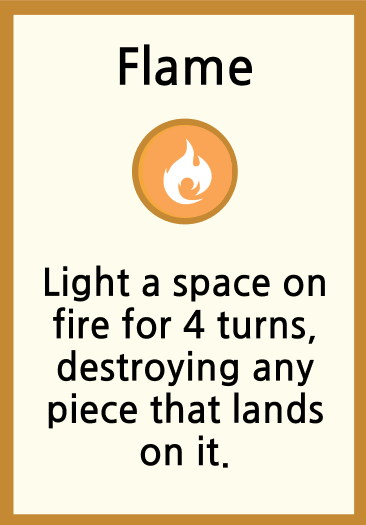 Flame
Light a space on
fire for 4 turns,
destroying any
piece that lands
on it.